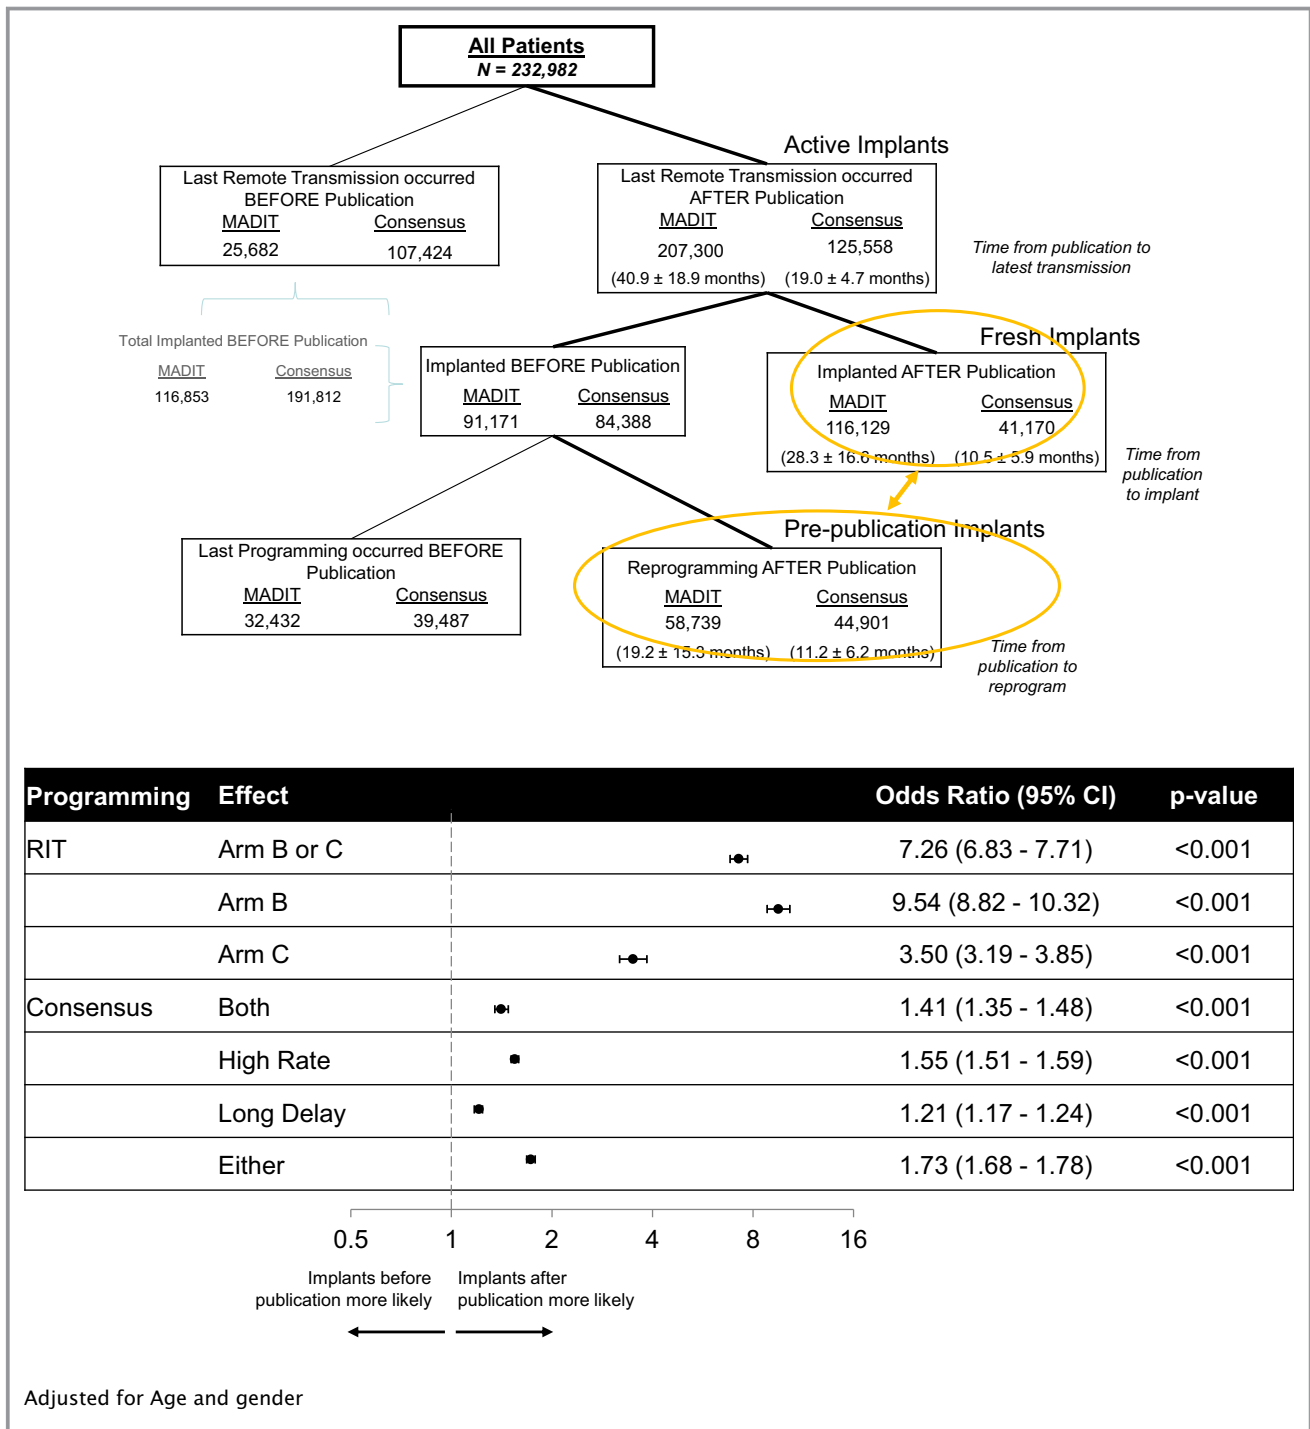 All Patients
N = 232,982
Active Implants
Last Remote Transmission occurred
BEFORE Publication
MADIT Consensus
25,682 107,424
Last Remote Transmission occurred
AFTER Publication
MADIT Consensus
207,300 125,558
(40.9 ± 18.9 months) (19.0 ± 4.7 months)
Time from publication to
latest transmission
Total Implanted BEFORE Publication
MADIT Consensus
116,853 191,812
Implanted BEFORE Publication
MADIT Consensus
91,171 84,388
Fresh Implants
Implanted AFTER Publication
MADIT Consensus
116,129 41,170
(28.3 ± 16.6 months) (10.5 ± 5.9 months)
Time from
publication
to implant
Last Programming occurred BEFORE
Publication
MADIT Consensus
32,432 39,487
Pre-publication Implants
Reprogramming AFTER Publication
MADIT Consensus
58,739 44,901
(19.2 ± 15.3 months) (11.2 ± 6.2 months)
Time from
publication to
reprogram
Programming Effect Odds Ratio (95% CI) p-value
RIT Arm B or C 7.26 (6.83 - 7.71) <0.001
Arm B 9.54 (8.82 - 10.32) <0.001
Arm C 3.50 (3.19 - 3.85) <0.001
Consensus Both 1.41 (1.35 - 1.48) <0.001
High Rate 1.55 (1.51 - 1.59) <0.001
Long Delay 1.21 (1.17 - 1.24) <0.001
Either 1.73 (1.68 - 1.78) <0.001
0.5 1 2 4 8 16
Implants before
publication more likely
Implants after
publication more likely
Adjusted for Age and gender